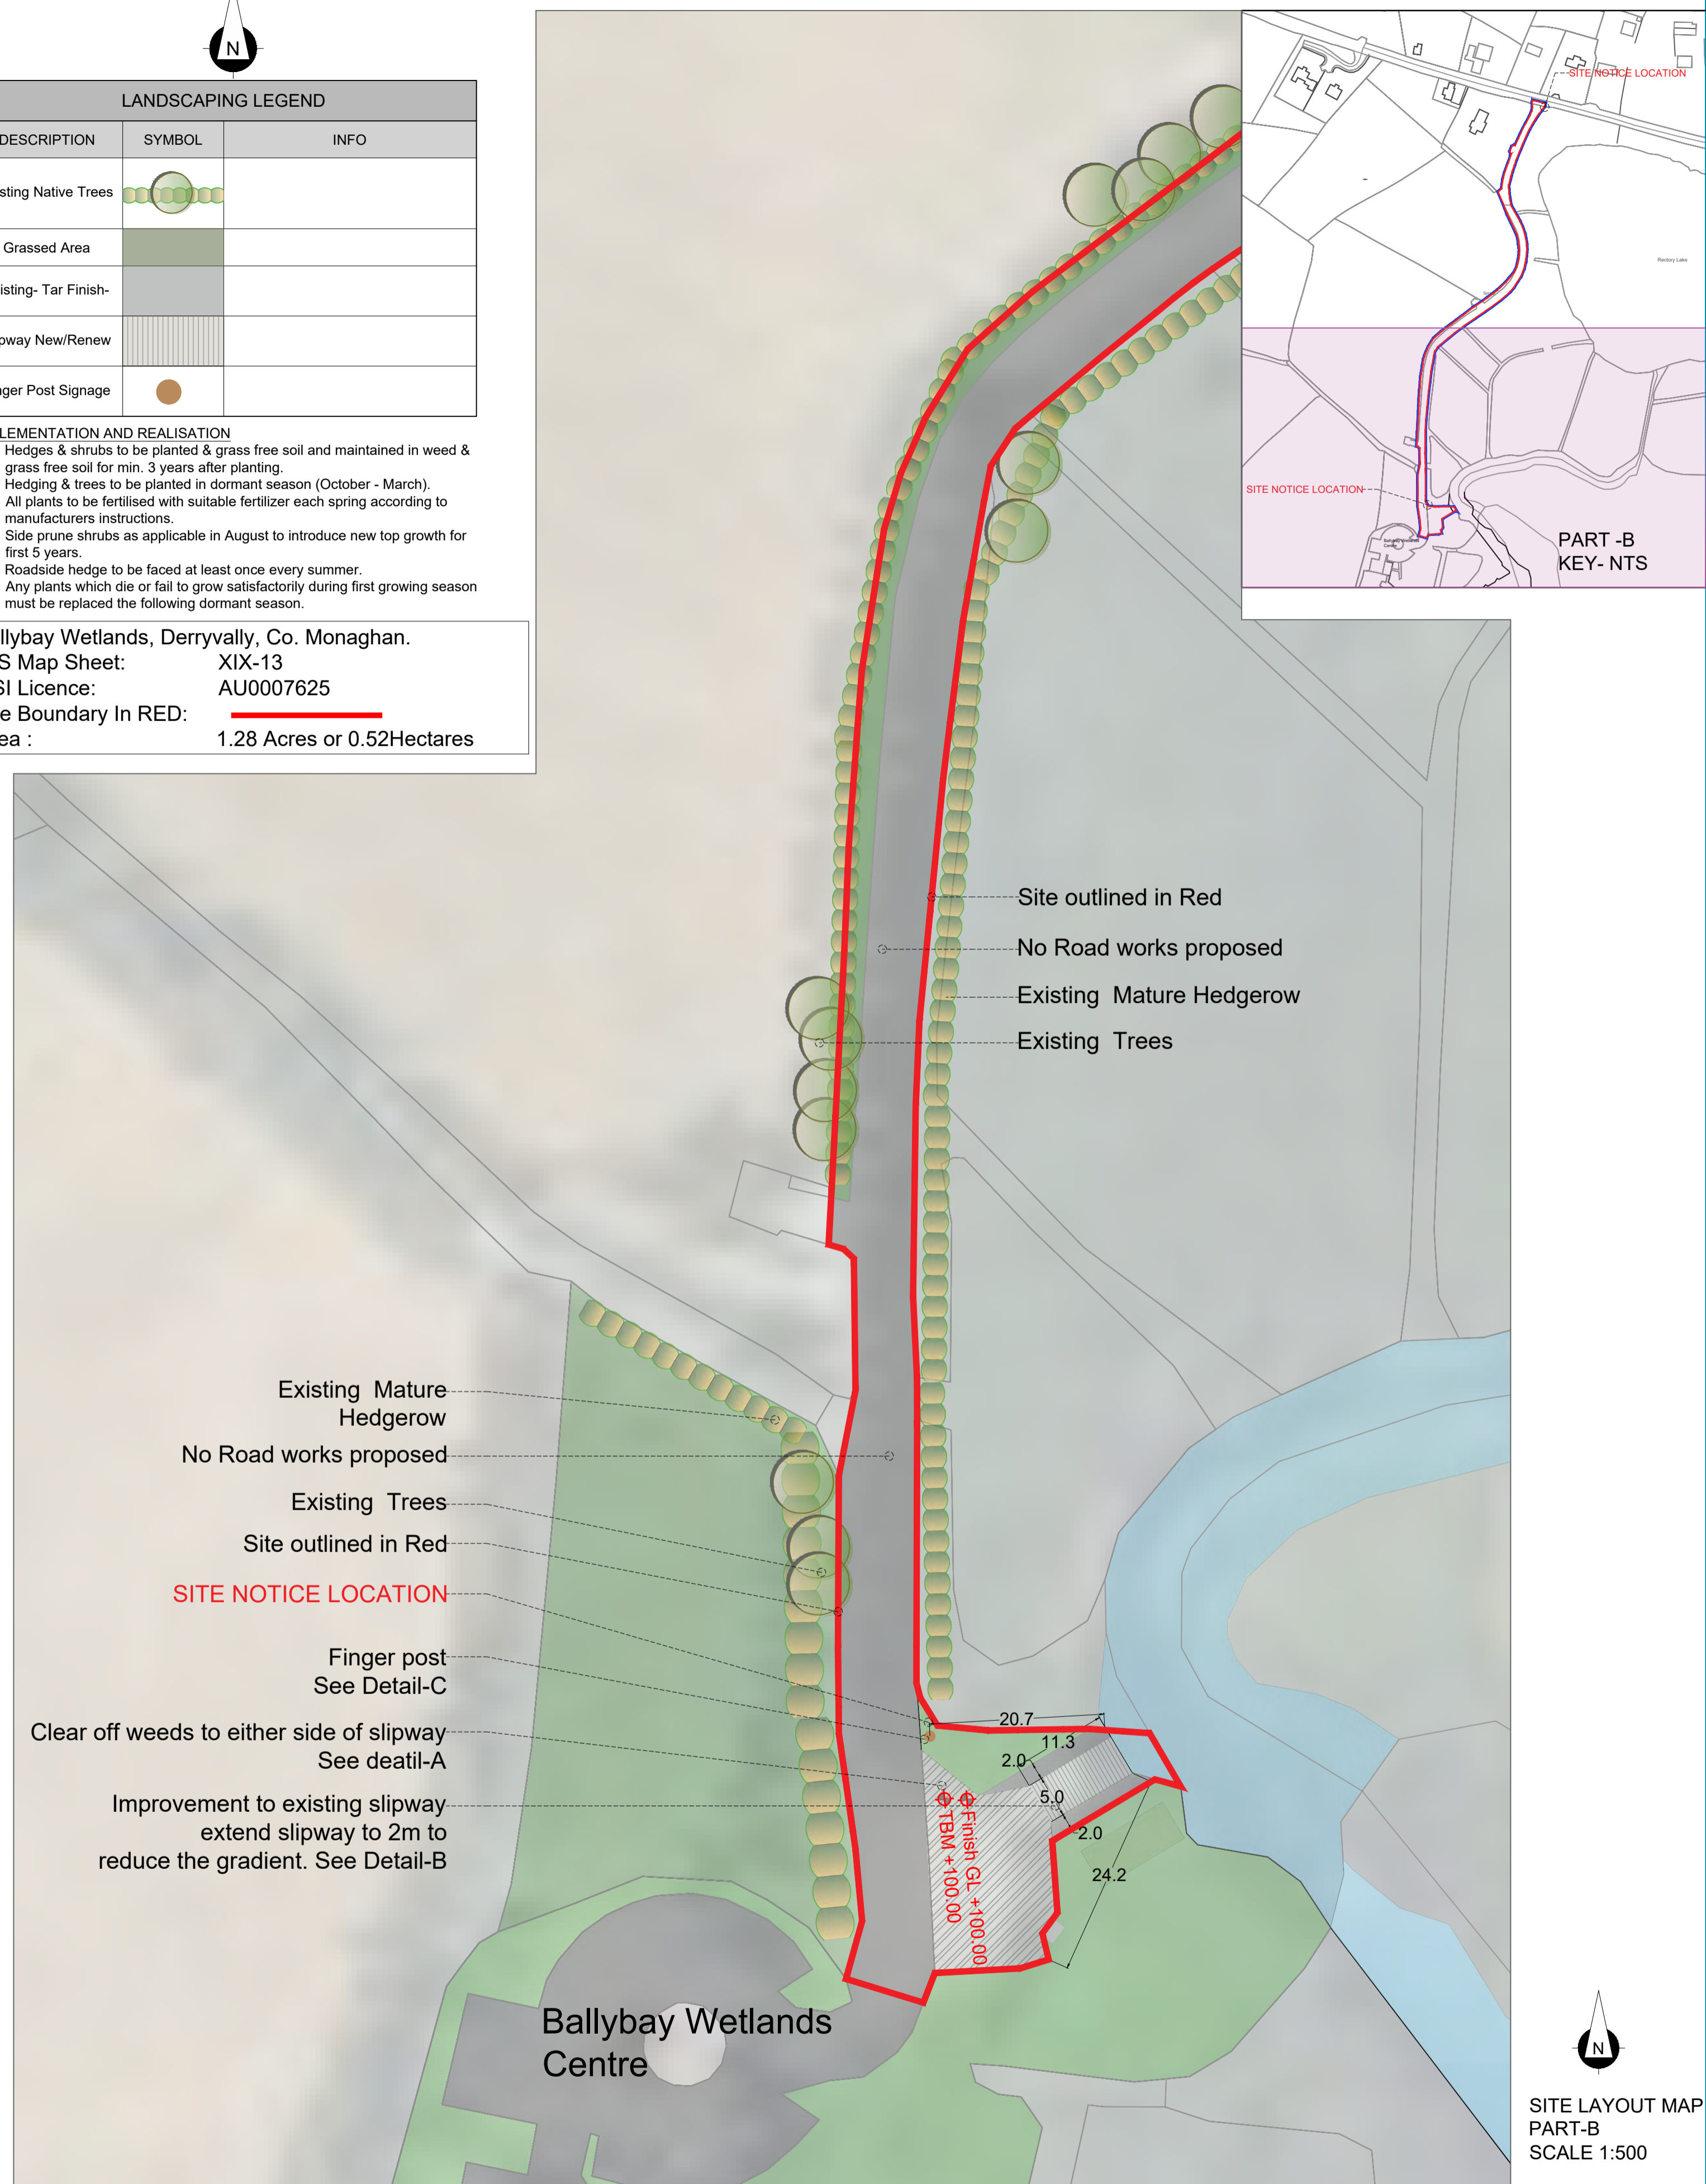 N
LANDSCAPING LEGEND
DESCRIPTION SYMBOL INFO
sting Native Trees
Grassed Area
isting- Tar Finish-
pway New/Renew
ger Post Signage
LEMENTATION AND REALISATION
Hedges & shrubs to be planted & grass free soil and maintained in weed &
grass free soil for min. 3 years after planting.
Hedging & trees to be planted in dormant season (October - March).
All plants to be fertilised with suitable fertilizer each spring according to
manufacturers instructions.
Side prune shrubs as applicable in August to introduce new top growth for
first 5 years.
Roadside hedge to be faced at least once every summer.
Any plants which die or fail to grow satisfactorily during first growing season
must be replaced the following dormant season.
llybay Wetlands, Derryvally, Co. Monaghan.
S Map Sheet: XIX-13
SI Licence: AU0007625
e Boundary In RED:
ea : 1.28 Acres or 0.52Hectares
SITE NOTICE LOCATION
Rectory Lake
SITE NOTICE LOCATION
PART -B
KEY- NTS
Site outlined in Red
No Road works proposed
Existing Mature Hedgerow
Existing Trees
Existing Mature
Hedgerow
No Road works proposed
Existing Trees
Site outlined in Red
SITE NOTICE LOCATION
Finger post
See Detail-C
Clear off weeds to either side of slipway
See deatil-A
Improvement to existing slipway
extend slipway to 2m to
reduce the gradient. See Detail-B
20.7
11.3
2.0
5.0
2.0
24.2
Finish GL +100.00
TBM +100.00
Ballybay Wetlands
Centre
N
SITE LAYOUT MAP
PART-B
SCALE 1:500